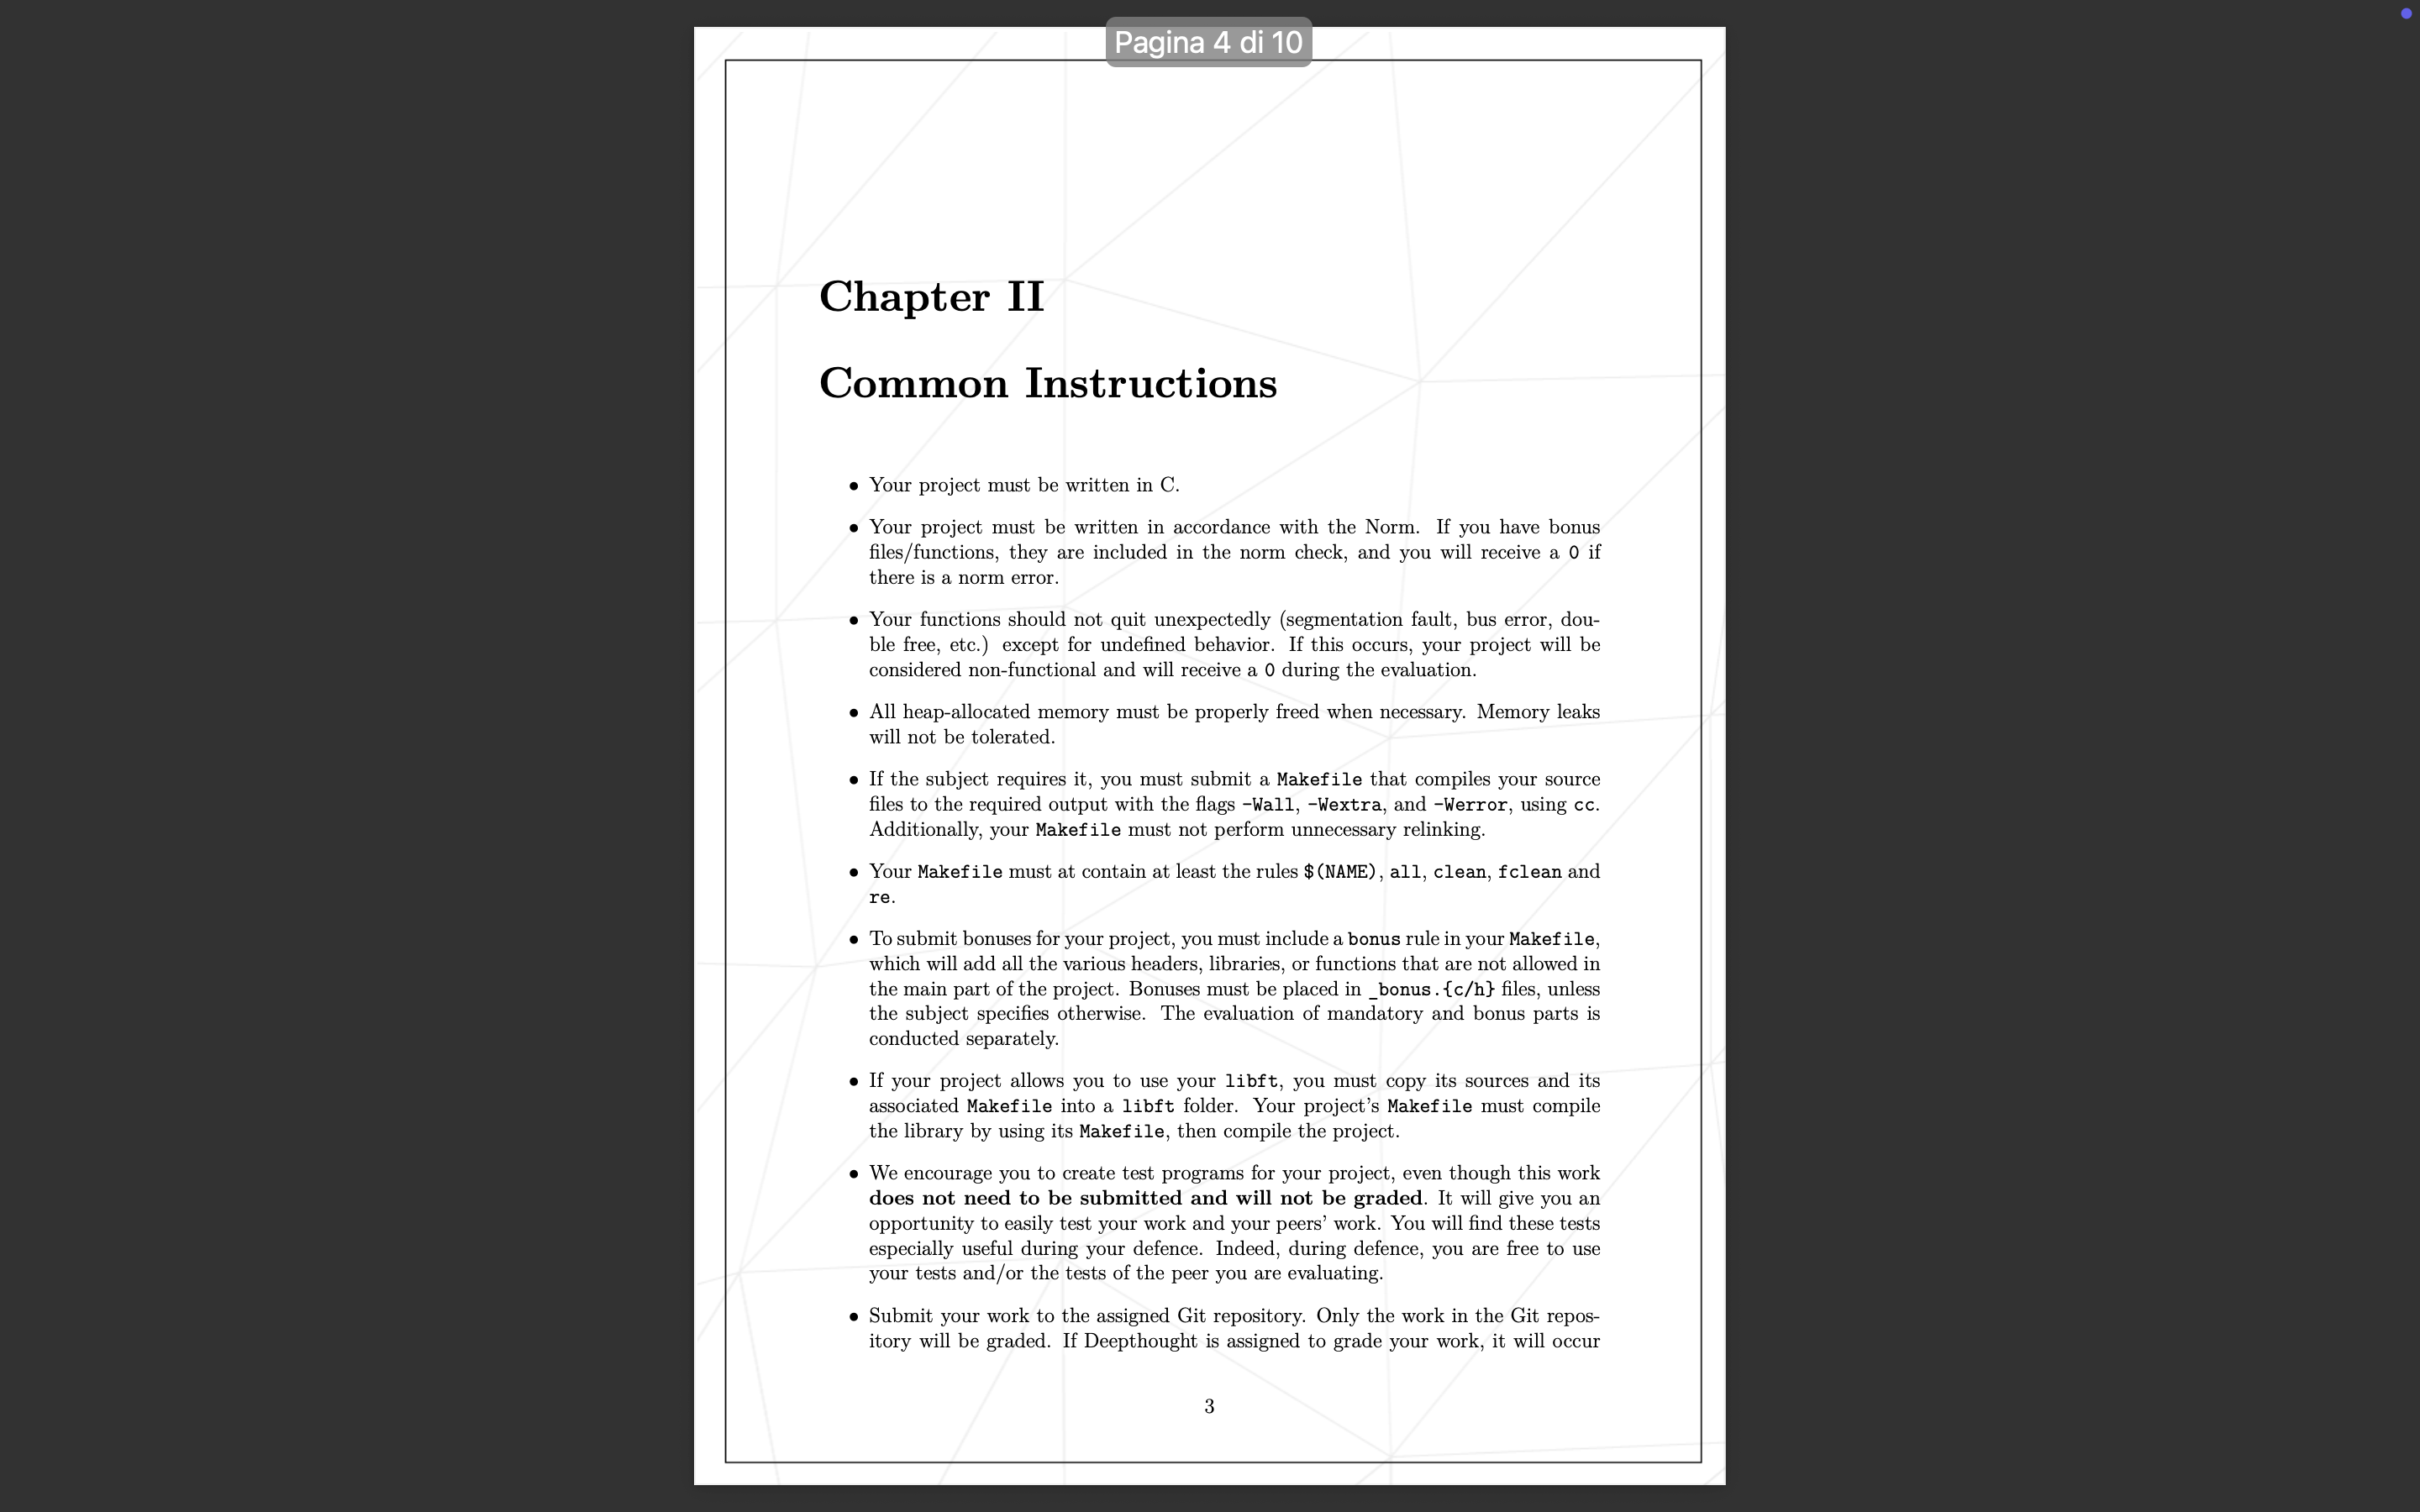 Pagina 4 di 10
Chapter II
Common Instructions
• Your project must be written in C.
• Your project must be written in accordance with the Norm. If you have bonus
files/functions, they are included in the norm check, and you will receive a 0 if
there is a norm error.
• Your functions should not quit unexpectedly (segmentation fault, bus error, dou-
ble free, etc.) except for undefined behavior. If this occurs, your project will be
considered non-functional and will receive a 0 during the evaluation.
• All heap-allocated memory must be properly freed when necessary. Memory leaks
will not be tolerated.
• If the subject requires it, you must submit a Makefile that compiles your source
files to the required output with the flags -Wall, -Wextra, and -Werror, using cc.
Additionally, your Makefile must not perform unnecessary relinking.
• Your Makefile must at contain at least the rules $(NAME), all, clean, fclean and
re.
• To submit bonuses for your project, you must include a bonus rule in your Makefile,
which will add all the various headers, libraries, or functions that are not allowed in
the main part of the project. Bonuses must be placed in _bonus.{c/h} files, unless
the subject specifies otherwise. The evaluation of mandatory and bonus parts is
conducted separately.
• If your project allows you to use your libft, you must copy its sources and its
associated Makefile into a libft folder. Your project's Makefile must compile
the library by using its Makefile, then compile the project.
• We encourage you to create test programs for your project, even though this work
does not need to be submitted and will not be graded. It will give you an
opportunity to easily test your work and your peers' work. You will find these tests
especially useful during your defence. Indeed, during defence, you are free to use
your tests and/or the tests of the peer you are evaluating.
• Submit your work to the assigned Git repository. Only the work in the Git repos-
itory will be graded. If Deepthought is assigned to grade your work, it will occur
3